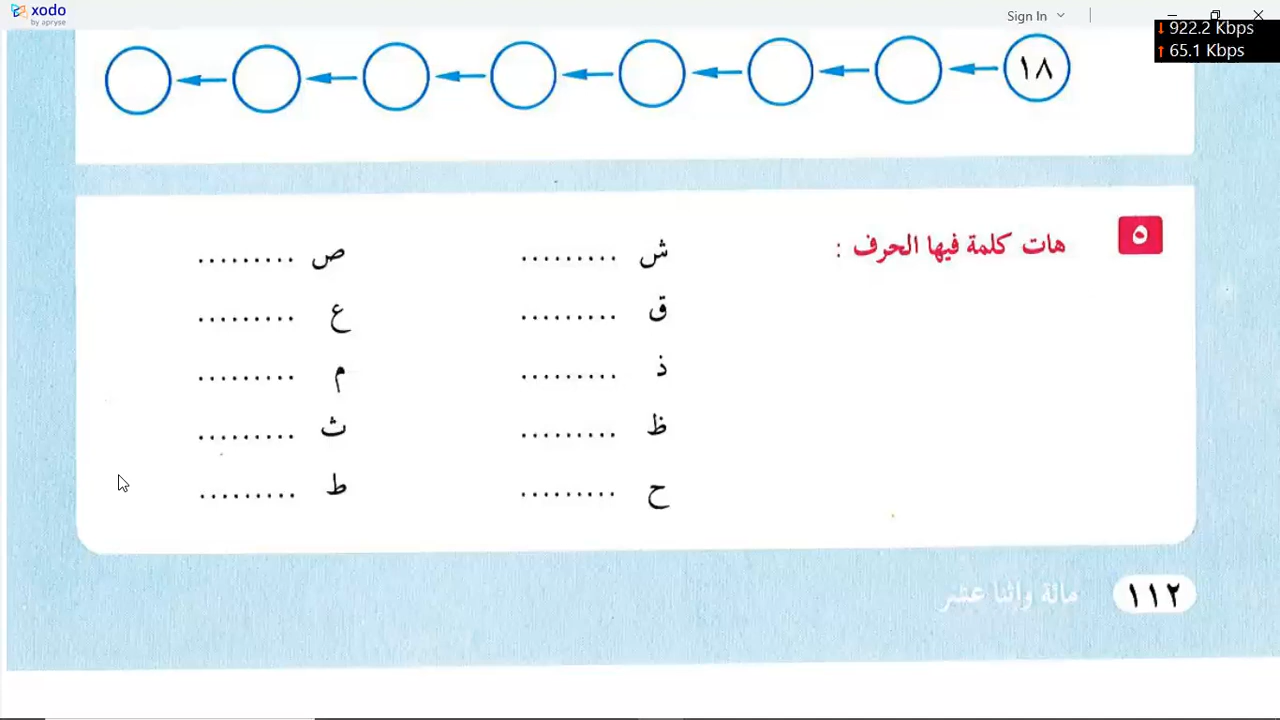 xodo
by apryse
Sign In
↓ 922.2 Kbps
↑ 65.1 Kbps
١٨
٥ هات كلمة فيها الحرف :
ش ......... ص .........
ق ......... ع .........
ذ ......... م .........
ظ ......... ث .........
ح ......... ط .........
١١٢ مائة واثنا عشر